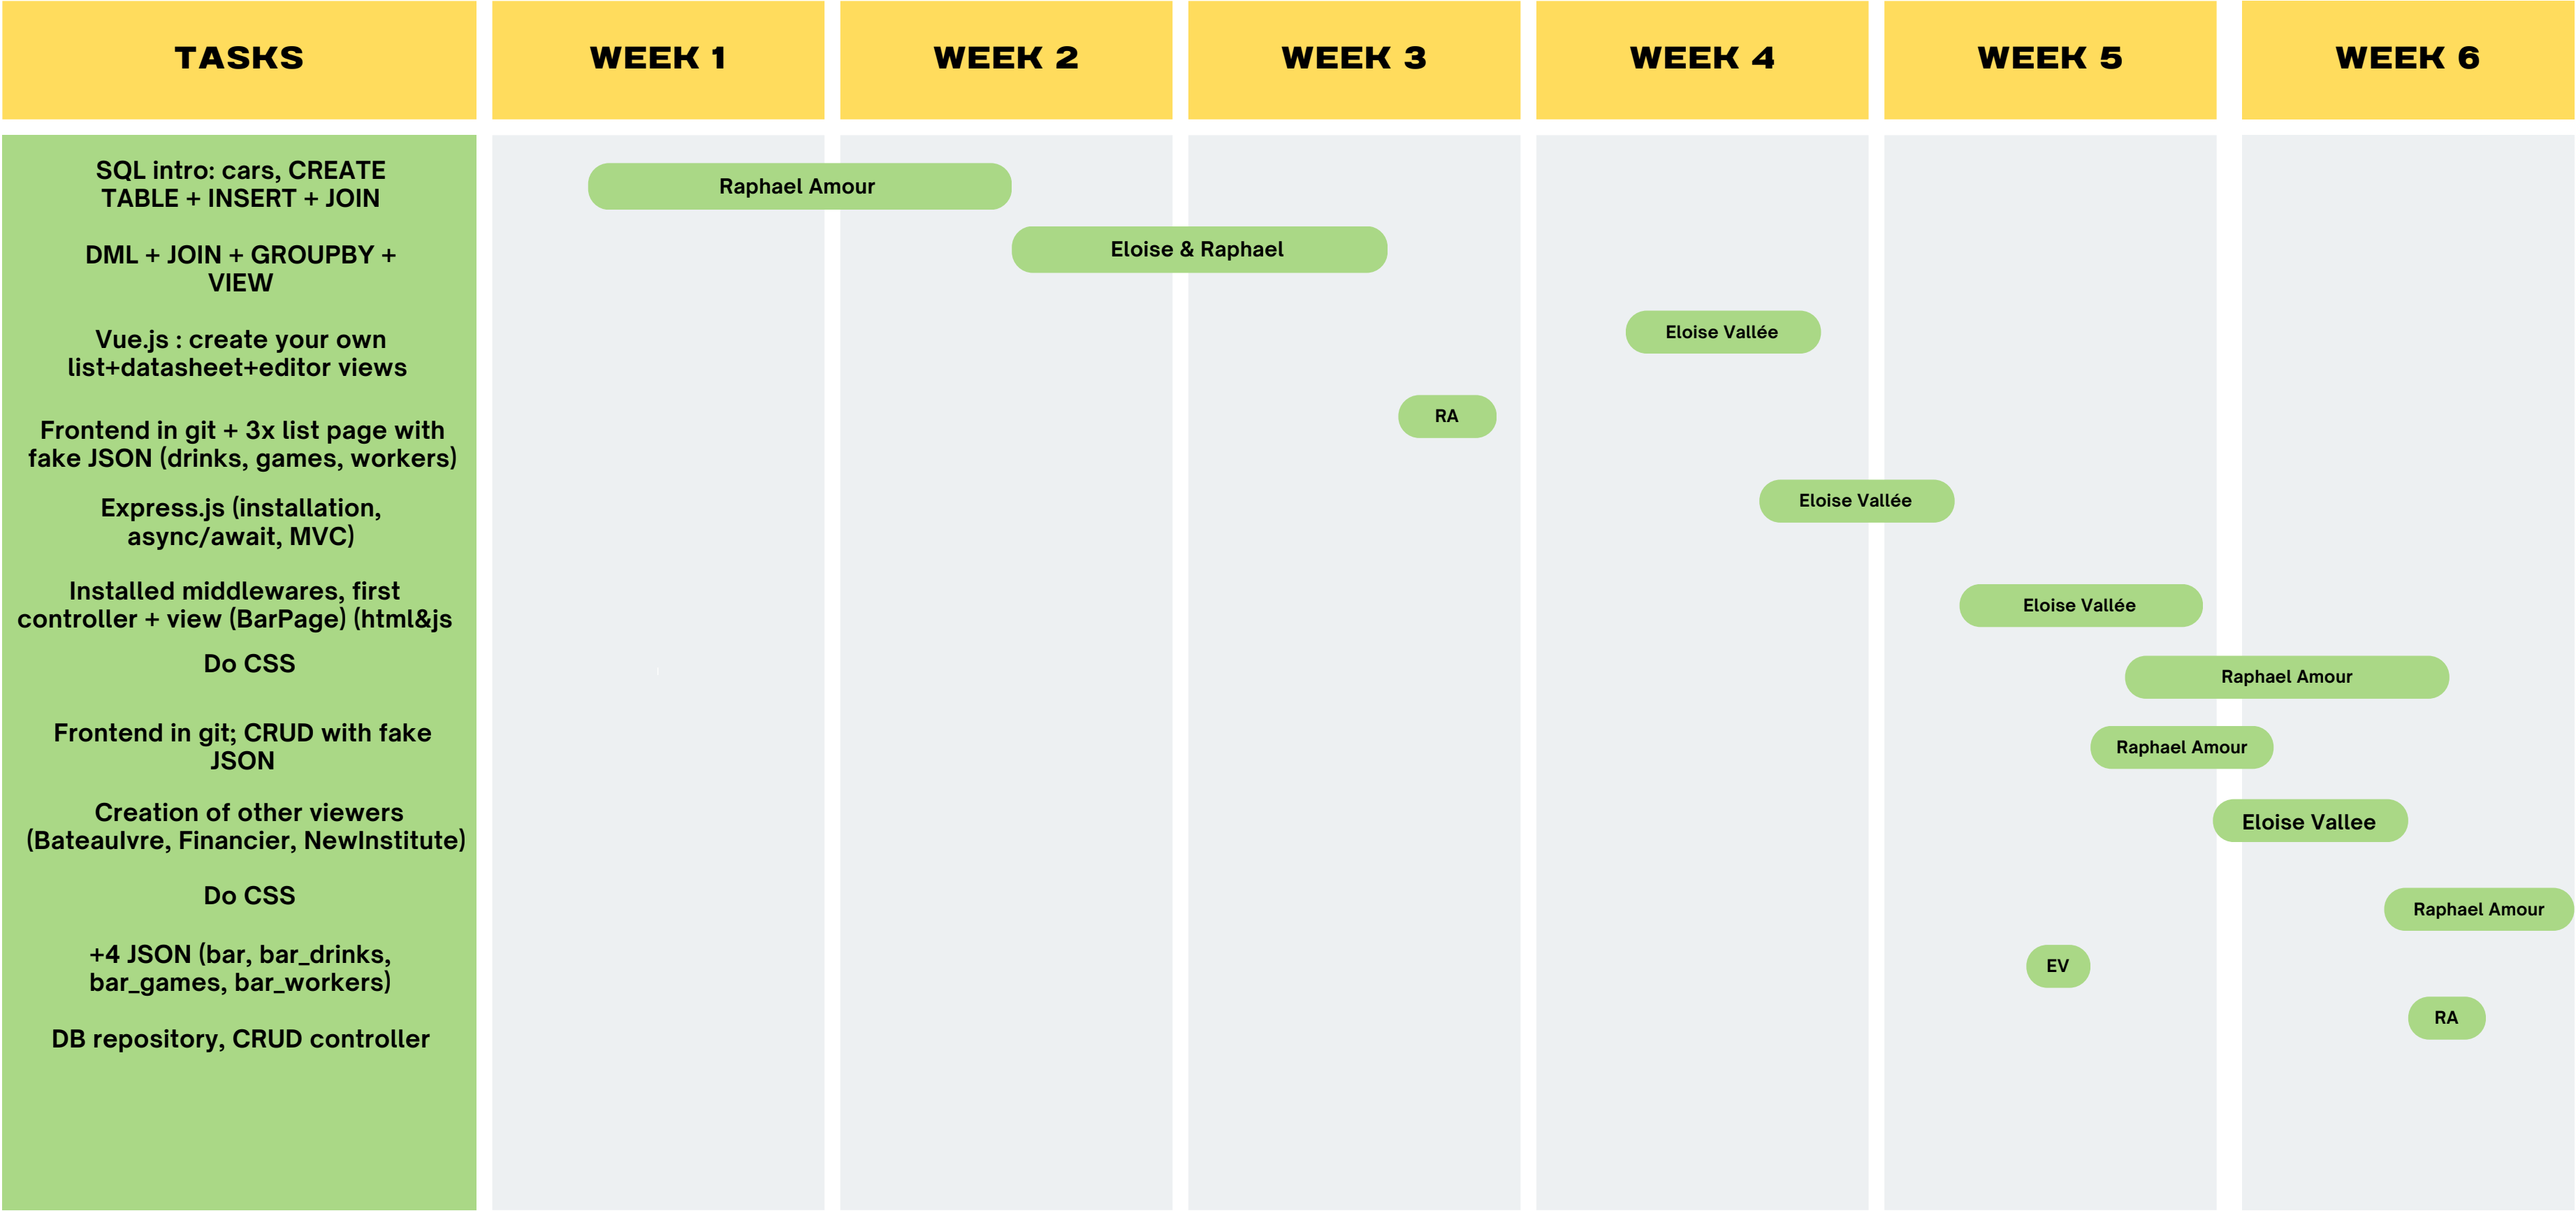 TASKS
WEEK 1
WEEK 2
WEEK 3
WEEK 4
WEEK 5
WEEK 6
SQL intro: cars, CREATE
TABLE + INSERT + JOIN
Raphael Amour
DML + JOIN + GROUPBY +
VIEW
Eloise & Raphael
Vue.js : create your own
list+datasheet+editor views
Eloise Vallée
Frontend in git + 3x list page with
fake JSON (drinks, games, workers)
RA
Express.js (installation,
async/await, MVC)
Eloise Vallée
Installed middlewares, first
controller + view (BarPage) (html&js
Eloise Vallée
Do CSS
Raphael Amour
Frontend in git; CRUD with fake
JSON
Raphael Amour
Creation of other viewers
(BateauIvre, Financier, NewInstitute)
Eloise Vallee
Do CSS
Raphael Amour
+4 JSON (bar, bar_drinks,
bar_games, bar_workers)
EV
DB repository, CRUD controller
RA